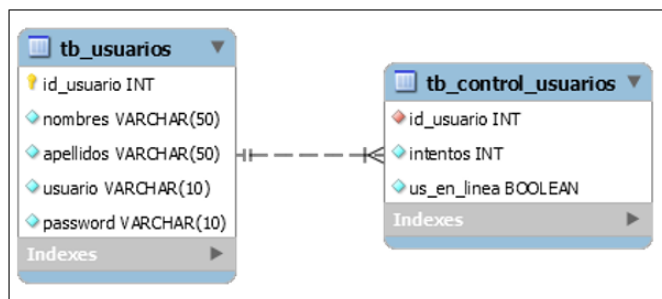 tb_usuarios
id_usuario INT
nombres VARCHAR(50)
apellidos VARCHAR(50)
usuario VARCHAR(10)
password VARCHAR(10)
Indexes
tb_control_usuarios
id_usuario INT
intentos INT
us_en_linea BOOLEAN
Indexes